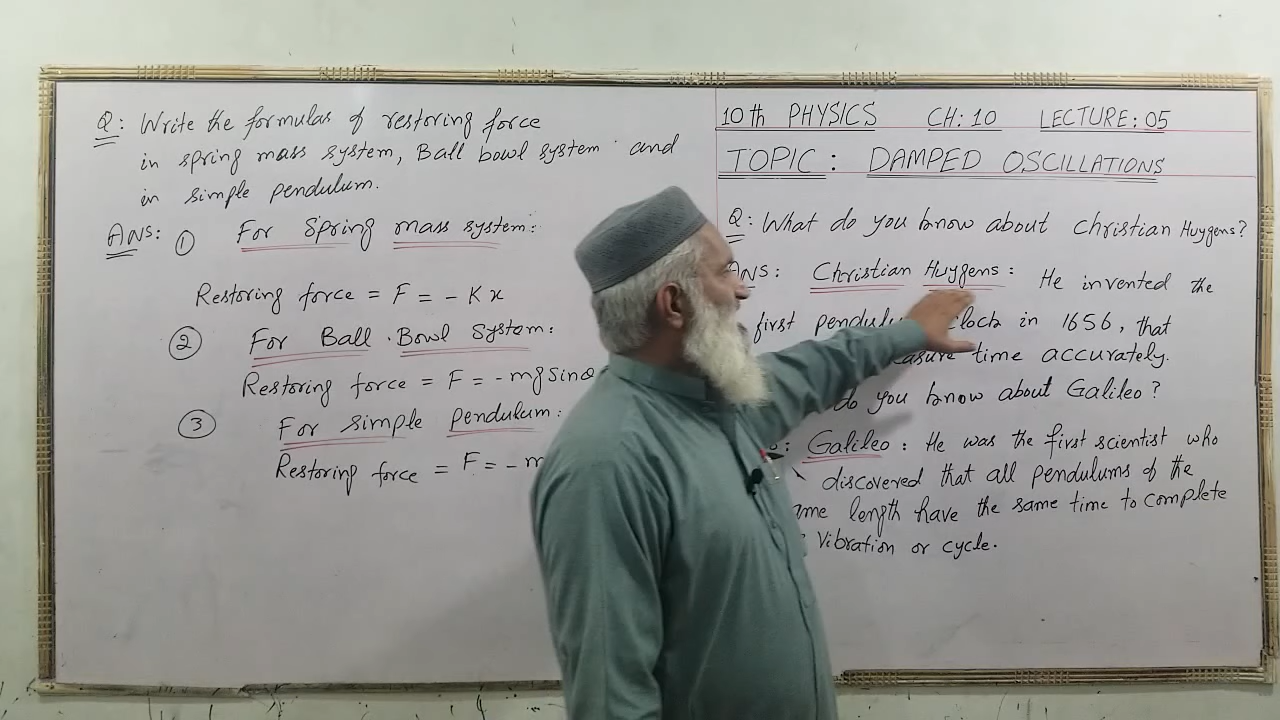 Q: Write the formulas of restoring force
in spring mass system, Ball bowl system and
in simple pendulum.
ANS: ① For Spring mass system:
Restoring force = F = - K x
② For Ball Bowl System:
Restoring force = F = - mg Sinθ
③ For simple pendulum:
Restoring force = F = - m
10th PHYSICS CH: 10 LECTURE: 05
TOPIC: DAMPED OSCILLATIONS
Q: What do you know about Christian Huygens?
ANS: Christian Huygens: He invented the
first clock in 1656, that
time accurately.
do you know about Galileo?
Galileo: He was the first scientist who
discovered that all pendulums of the
length have the same time to complete
Vibration or cycle.